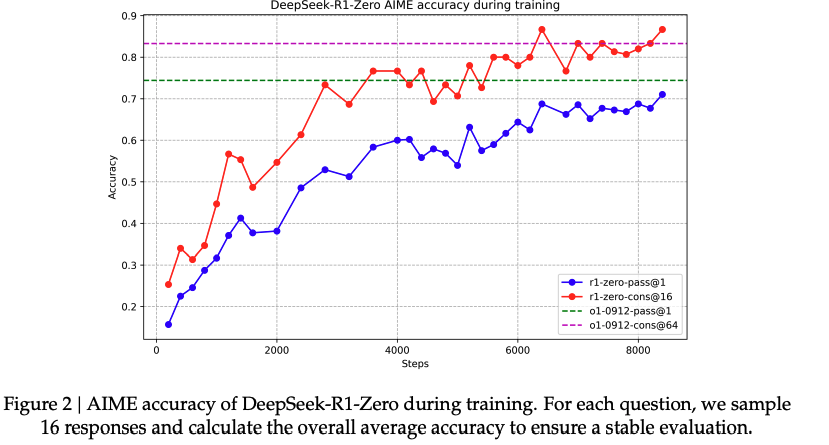 DeepSeek-R1-Zero AIME accuracy during training
0.9
0.8
0.7
0.6
0.5
0.4
0.3
0.2
Accuracy
r1-zero-pass@1
r1-zero-cons@16
o1-0912-pass@1
o1-0912-cons@64
0 2000 4000 6000 8000
Steps
Figure 2 | AIME accuracy of DeepSeek-R1-Zero during training. For each question, we sample
16 responses and calculate the overall average accuracy to ensure a stable evaluation.